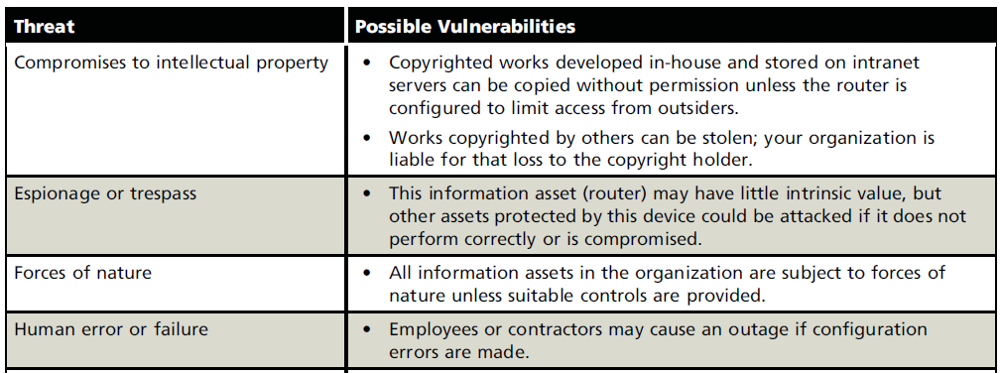 Threat
Possible Vulnerabilities
Compromises to intellectual property
• Copyrighted works developed in-house and stored on intranet
servers can be copied without permission unless the router is
configured to limit access from outsiders.
• Works copyrighted by others can be stolen; your organization is
liable for that loss to the copyright holder.
Espionage or trespass
• This information asset (router) may have little intrinsic value, but
other assets protected by this device could be attacked if it does not
perform correctly or is compromised.
Forces of nature
• All information assets in the organization are subject to forces of
nature unless suitable controls are provided.
Human error or failure
• Employees or contractors may cause an outage if configuration
errors are made.